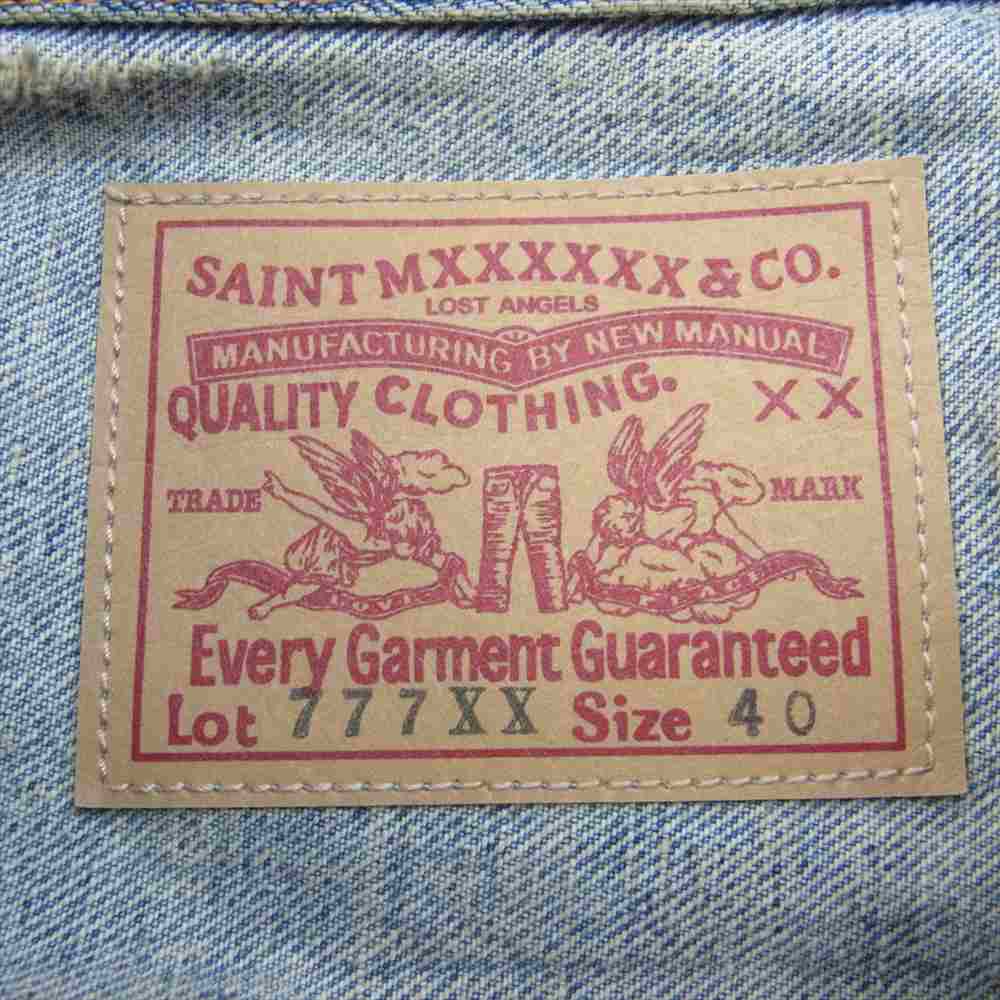 SAINT MXXXXXX & CO.
LOST ANGELS
MANUFACTURING BY NEW MANUAL
QUALITY CLOTHING. XX
TRADE MARK
Every Garment Guaranteed
Lot 777XX Size 40